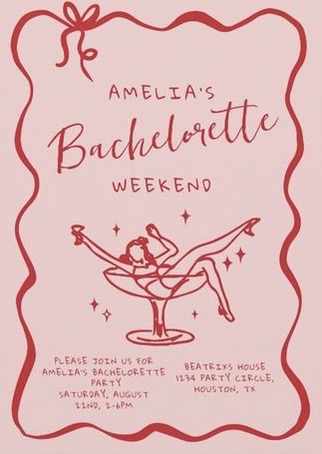 AMELIA'S
Bachelorette
WEEKEND
PLEASE JOIN US FOR
AMELIA'S BACHELORETTE
PARTY
SATURDAY, AUGUST
22ND, 2-6PM
BEATRIXS HOUSE
1234 PARTY CIRCLE,
HOUSTON, TX